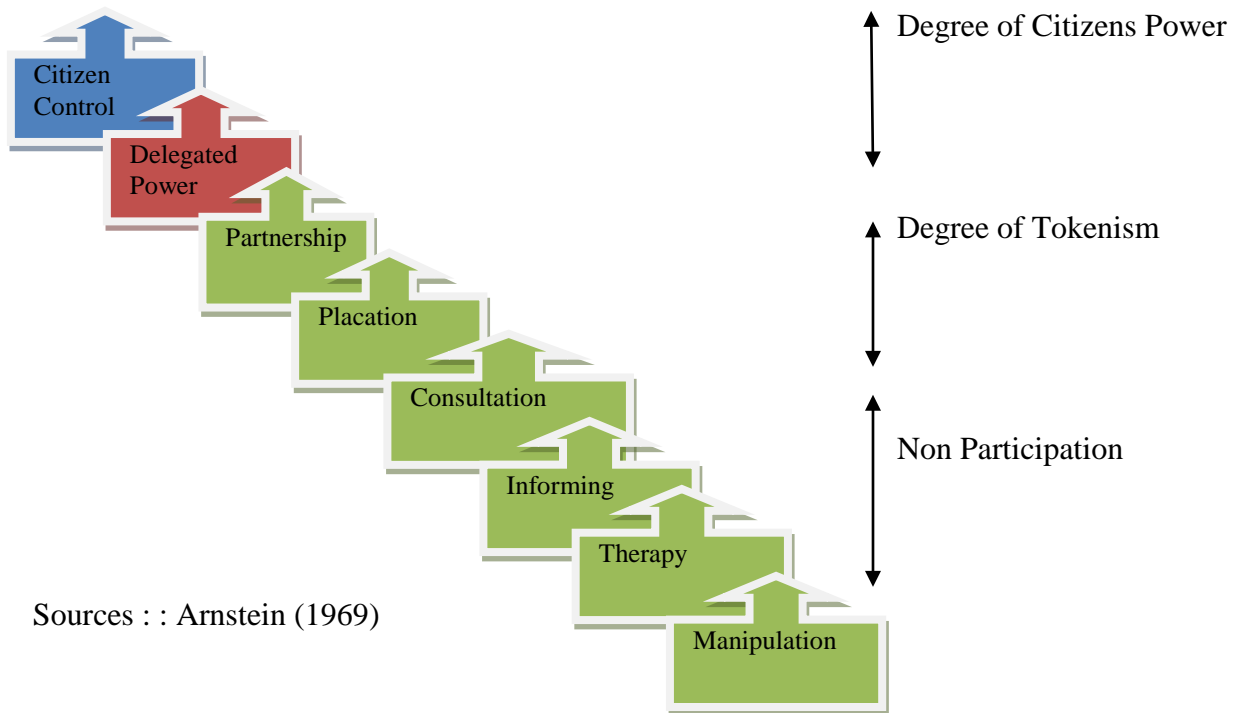 Citizen
Control
Delegated
Power
Partnership
Placation
Consultation
Informing
Therapy
Manipulation
Degree of Citizens Power
Degree of Tokenism
Non Participation
Sources : : Arnstein (1969)